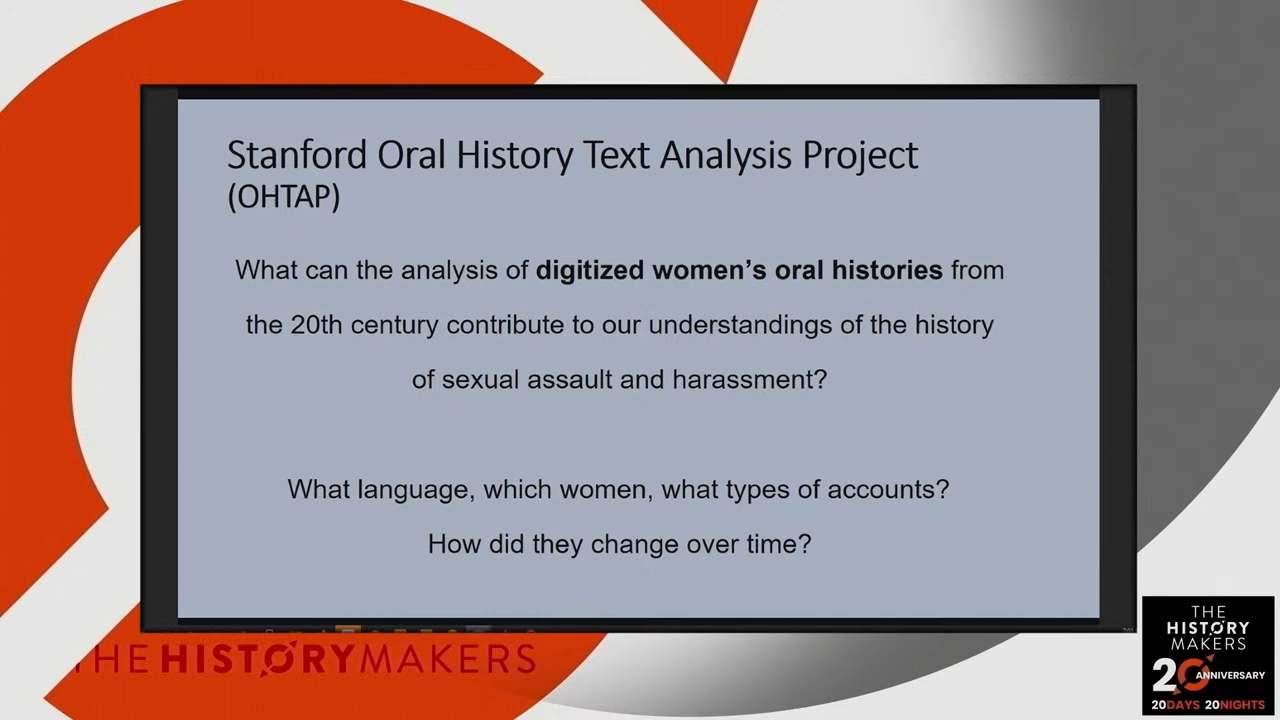 Stanford Oral History Text Analysis Project
(OHTAP)
What can the analysis of digitized women's oral histories from
the 20th century contribute to our understandings of the history
of sexual assault and harassment?
What language, which women, what types of accounts?
How did they change over time?
THE HISTORYMAKERS
THE
HISTORY
MAKERS
20 ANNIVERSARY
20DAYS 20NIGHTS